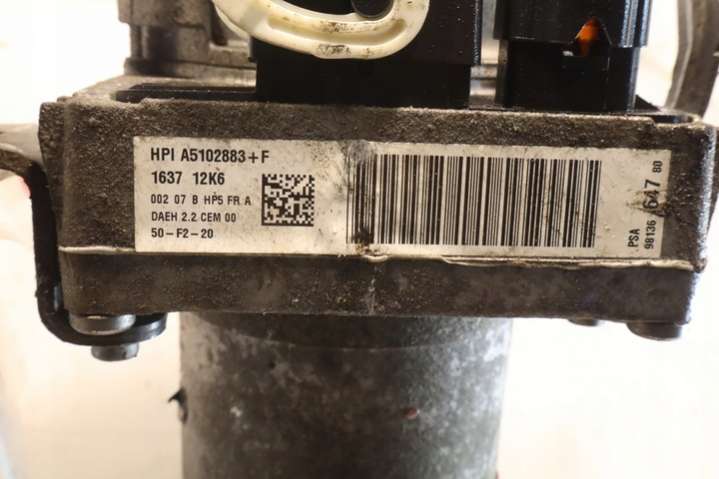 HPI A5102883+F
1637 12K6
002 07 B HP5 FR A
DAEH 2.2 CEM 00
50-F2-20
PSA
98136 647 80